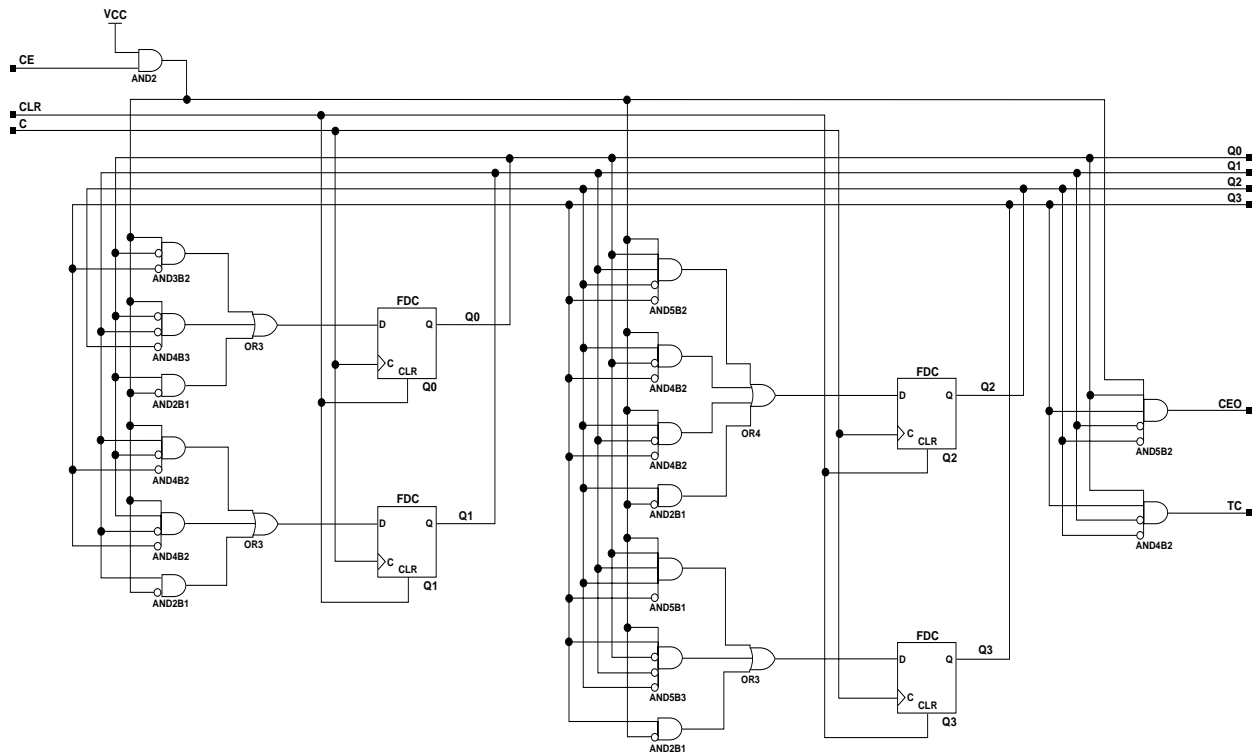 VCC
CE
AND2
CLR
C
Q0
Q1
Q2
Q3
AND3B2
AND4B3
OR3
AND2B1
FDC
D
Q
C
CLR
Q0
Q0
AND4B2
AND4B2
OR3
AND2B1
FDC
D
Q
C
CLR
Q1
Q1
AND5B2
AND4B2
AND4B2
OR4
AND2B1
FDC
D
Q
C
CLR
Q2
Q2
AND5B1
AND5B3
OR3
AND2B1
FDC
D
Q
C
CLR
Q3
Q3
CEO
AND5B2
TC
AND4B2